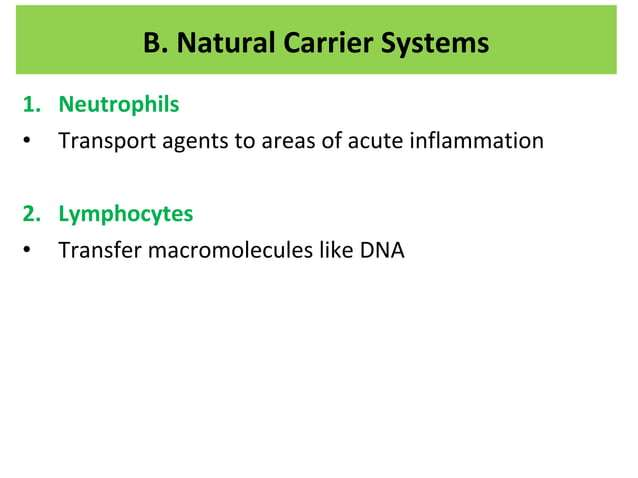 B. Natural Carrier Systems
1. Neutrophils
• Transport agents to areas of acute inflammation
2. Lymphocytes
• Transfer macromolecules like DNA